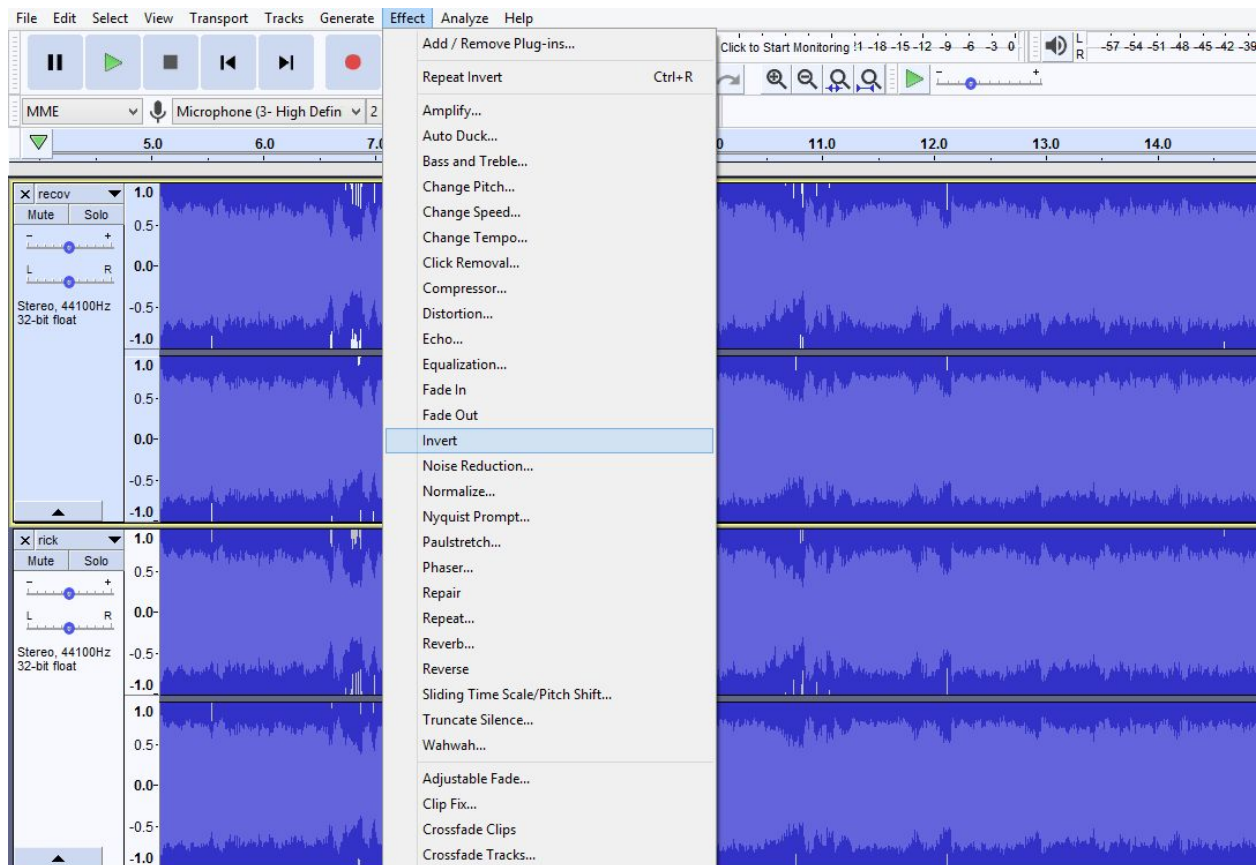 File Edit Select View Transport Tracks Generate Effect Analyze Help
Add / Remove Plug-ins...
Click to Start Monitoring !1 -18 -15 -12 -9 -6 -3 0
L
R
-57 -54 -51 -48 -45 -42 -39
Repeat Invert Ctrl+R
- +
MME Microphone (3- High Defin 2
Amplify...
Auto Duck...
5.0 6.0 7.0 11.0 12.0 13.0 14.0
Bass and Treble...
Change Pitch...
Change Speed...
Change Tempo...
Click Removal...
Compressor...
Distortion...
Echo...
Equalization...
Fade In
Fade Out
Invert
Noise Reduction...
Normalize...
Nyquist Prompt...
Paulstretch...
Phaser...
Repair
Repeat...
Reverb...
Reverse
Sliding Time Scale/Pitch Shift...
Truncate Silence...
Wahwah...
Adjustable Fade...
Clip Fix...
Crossfade Clips
Crossfade Tracks...
x recov
Mute Solo
- +
L R
Stereo, 44100Hz
32-bit float
1.0
0.5-
0.0-
-0.5-
-1.0
1.0
0.5-
0.0-
-0.5-
-1.0
x rick
Mute Solo
- +
L R
Stereo, 44100Hz
32-bit float
1.0
0.5-
0.0-
-0.5-
-1.0
1.0
0.5-
0.0-
-0.5-
-1.0